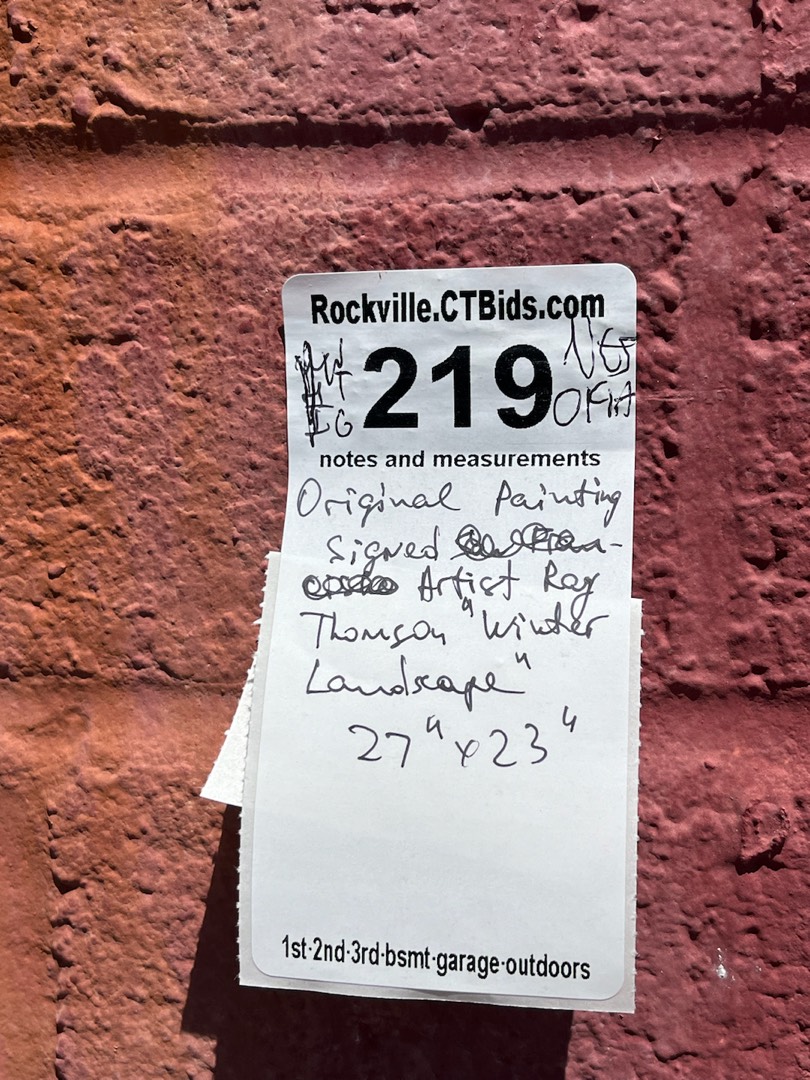 Rockville.CTBids.com
219
notes and measurements
Original Painting
signed
Artist Ray
Thomson "Winter
Landscape"
27" x 23"
1st·2nd·3rd·bsmt·garage·outdoors